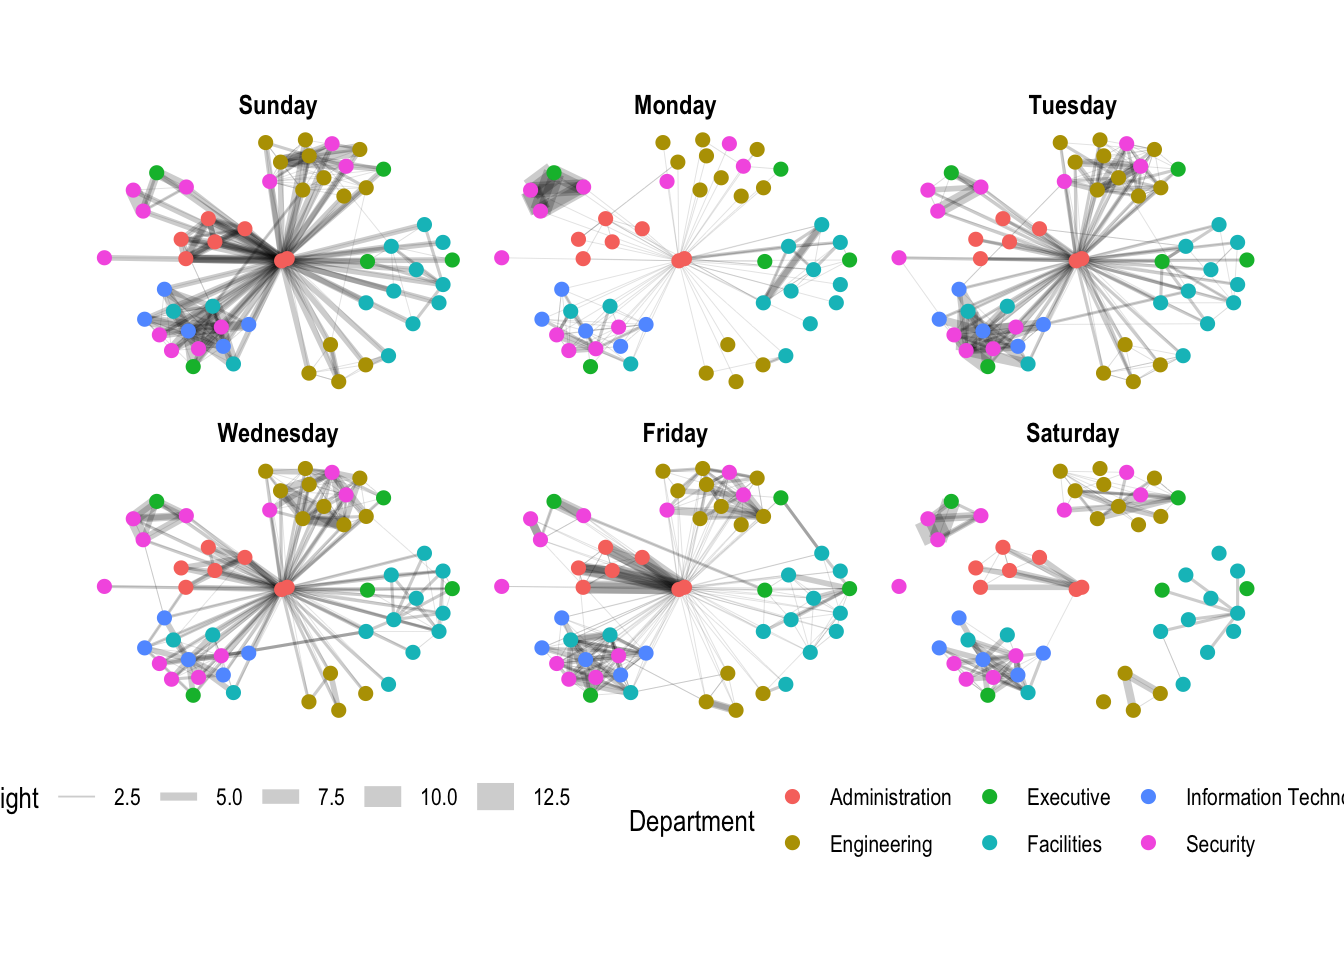 Sunday Monday Tuesday
Wednesday Friday Saturday
ight 2.5 5.0 7.5 10.0 12.5
Department
Administration Executive Information Techn
Engineering Facilities Security